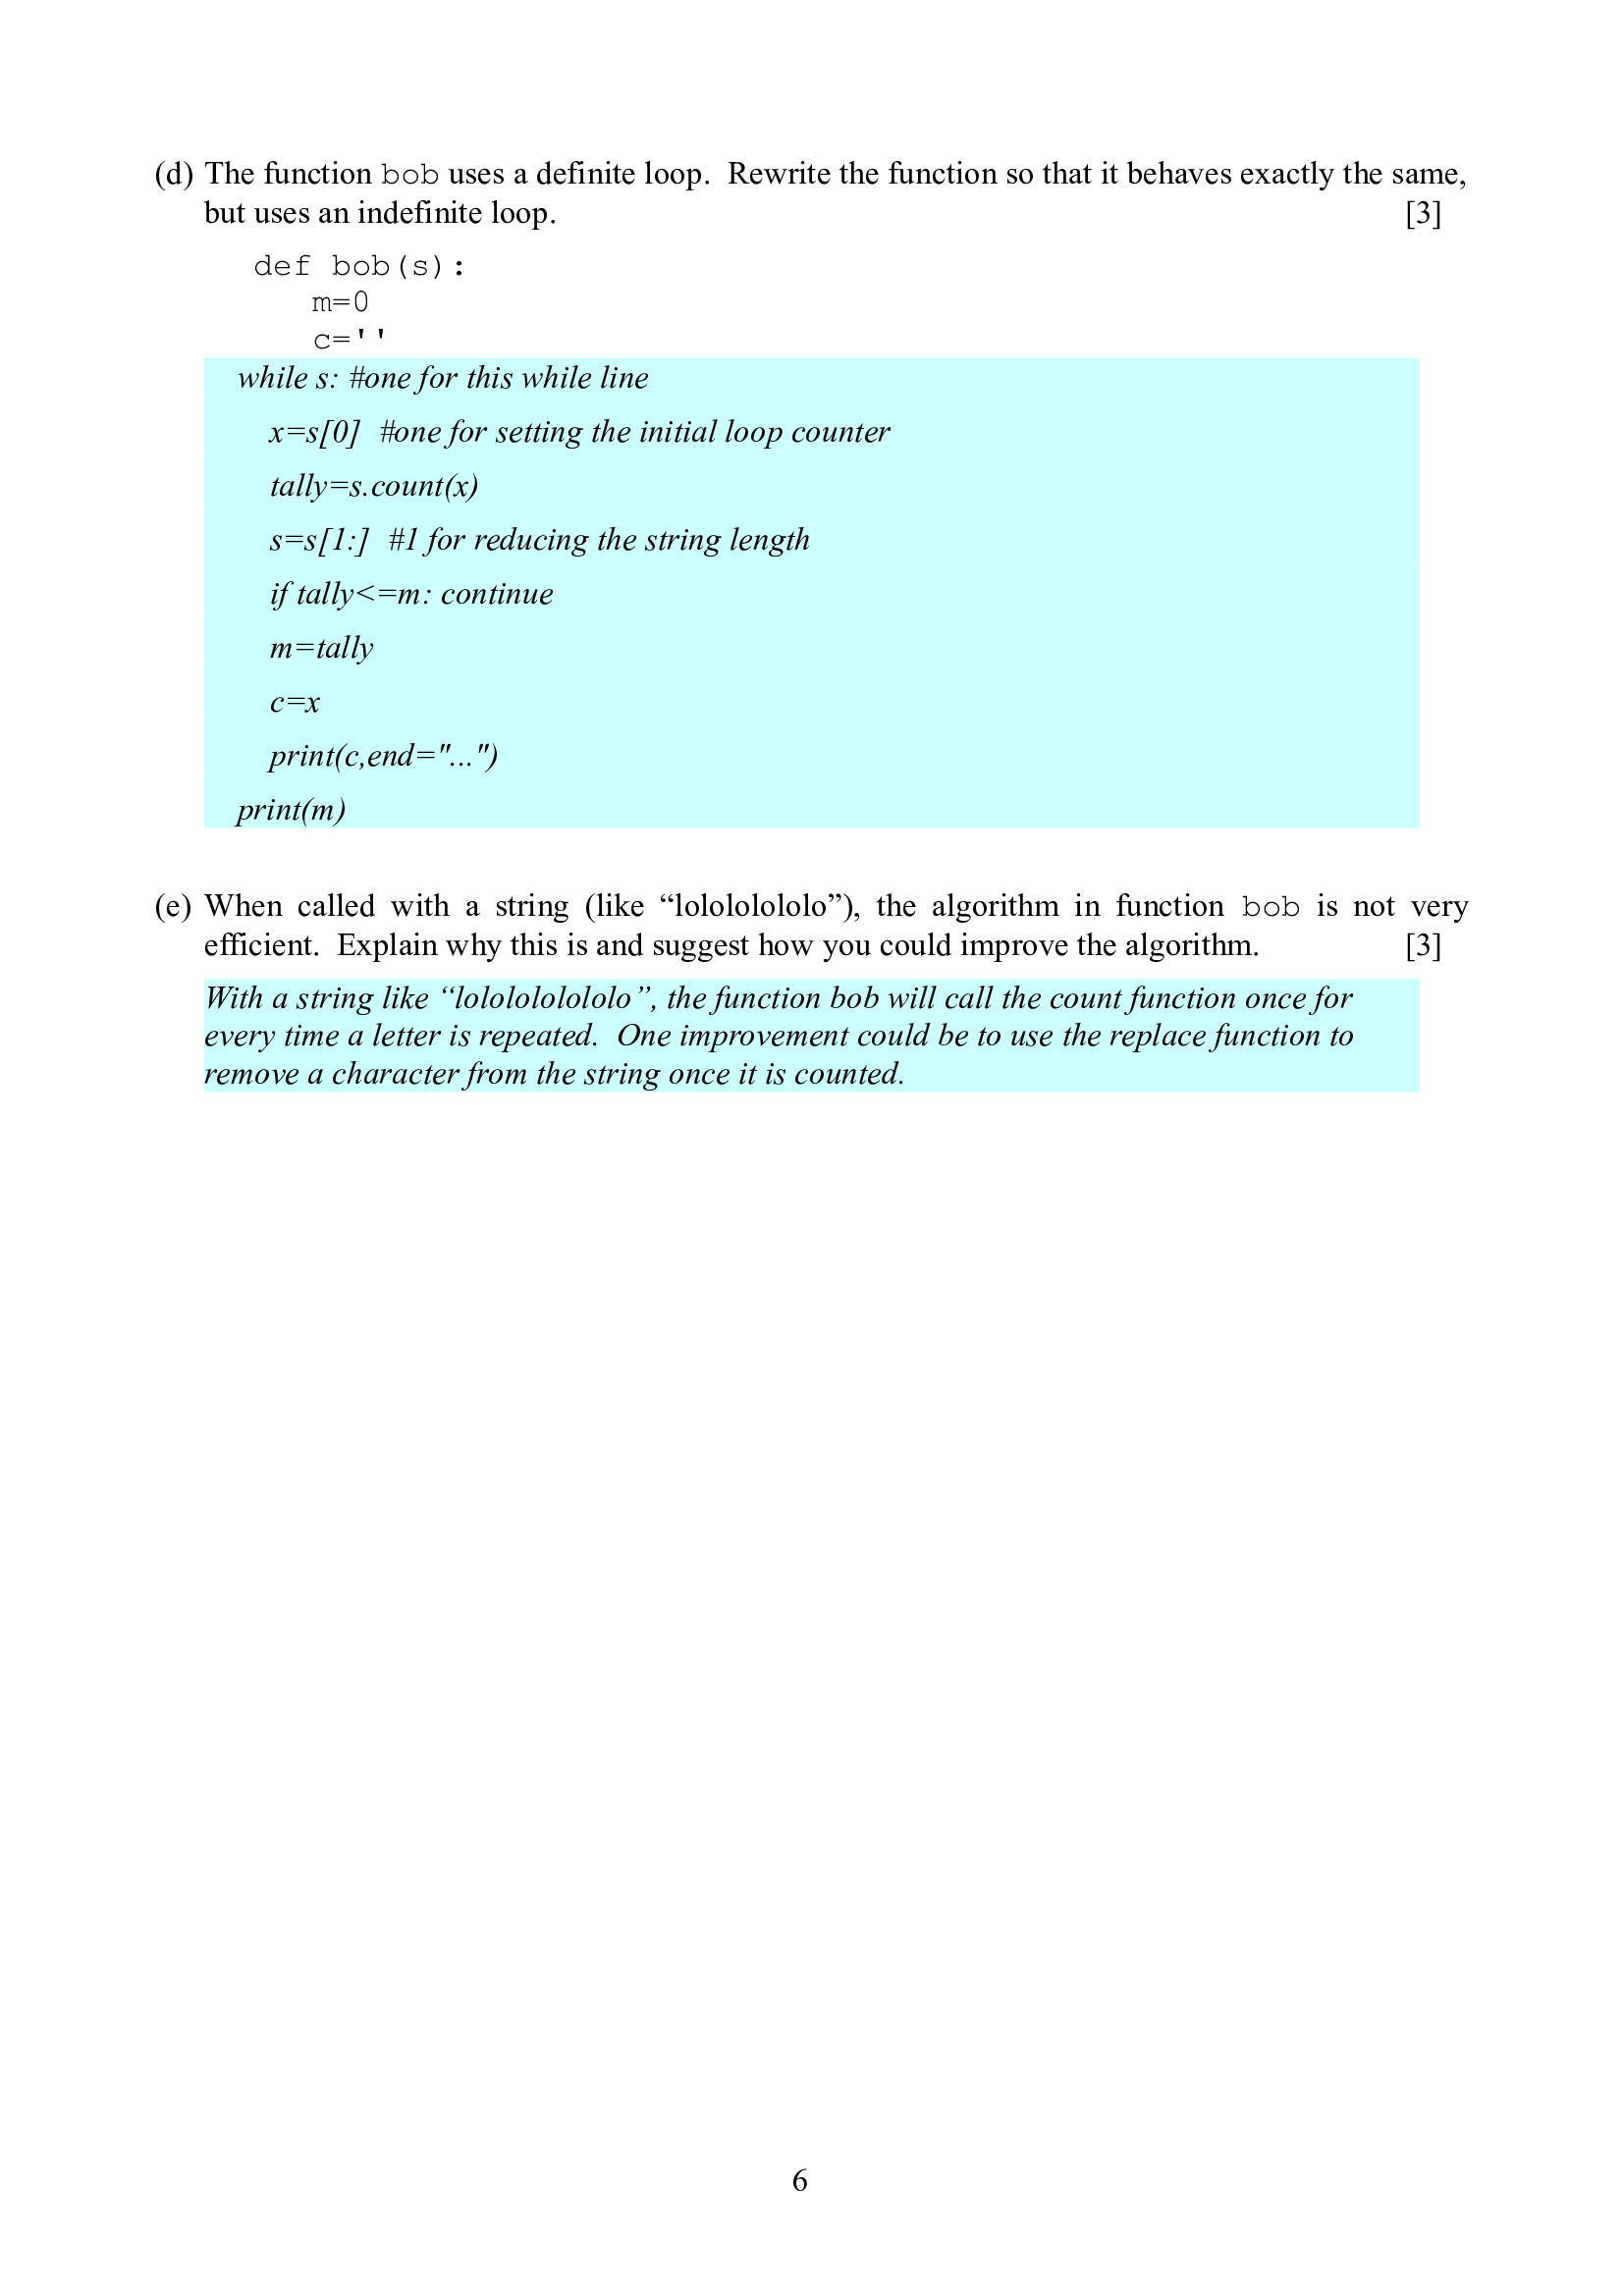 (d) The function bob uses a definite loop.  Rewrite the function so that it behaves exactly the same,
but uses an indefinite loop. [3]
def bob(s):
m=0
c=''
while s: #one for this while line
x=s[0]  #one for setting the initial loop counter
tally=s.count(x)
s=s[1:]  #1 for reducing the string length
if tally<=m: continue
m=tally
c=x
print(c,end="...")
print(m)
(e) When called with a string (like “lolololololo”), the algorithm in function bob is not very
efficient.  Explain why this is and suggest how you could improve the algorithm. [3]
With a string like “lololololololo”, the function bob will call the count function once for
every time a letter is repeated.  One improvement could be to use the replace function to
remove a character from the string once it is counted.
6